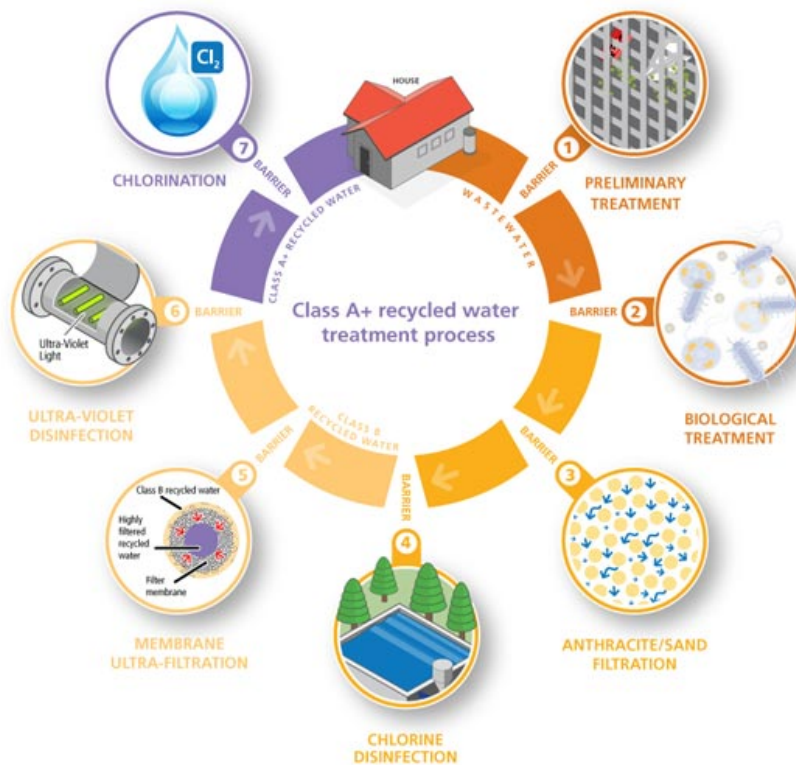 HOUSE
WASTEWATER
1
BARRIER
PRELIMINARY
TREATMENT
2
BARRIER
BIOLOGICAL
TREATMENT
3
BARRIER
ANTHRACITE/SAND
FILTRATION
4
BARRIER
CHLORINE
DISINFECTION
CLASS B
RECYCLED WATER
5
BARRIER
Class B recycled water
Highly
filtered
recycled
water
Filter
membrane
MEMBRANE
ULTRA-FILTRATION
6
BARRIER
Ultra-Violet
Light
ULTRA-VIOLET
DISINFECTION
7
BARRIER
Cl₂
CHLORINATION
CLASS A+ RECYCLED WATER
Class A+ recycled water
treatment process